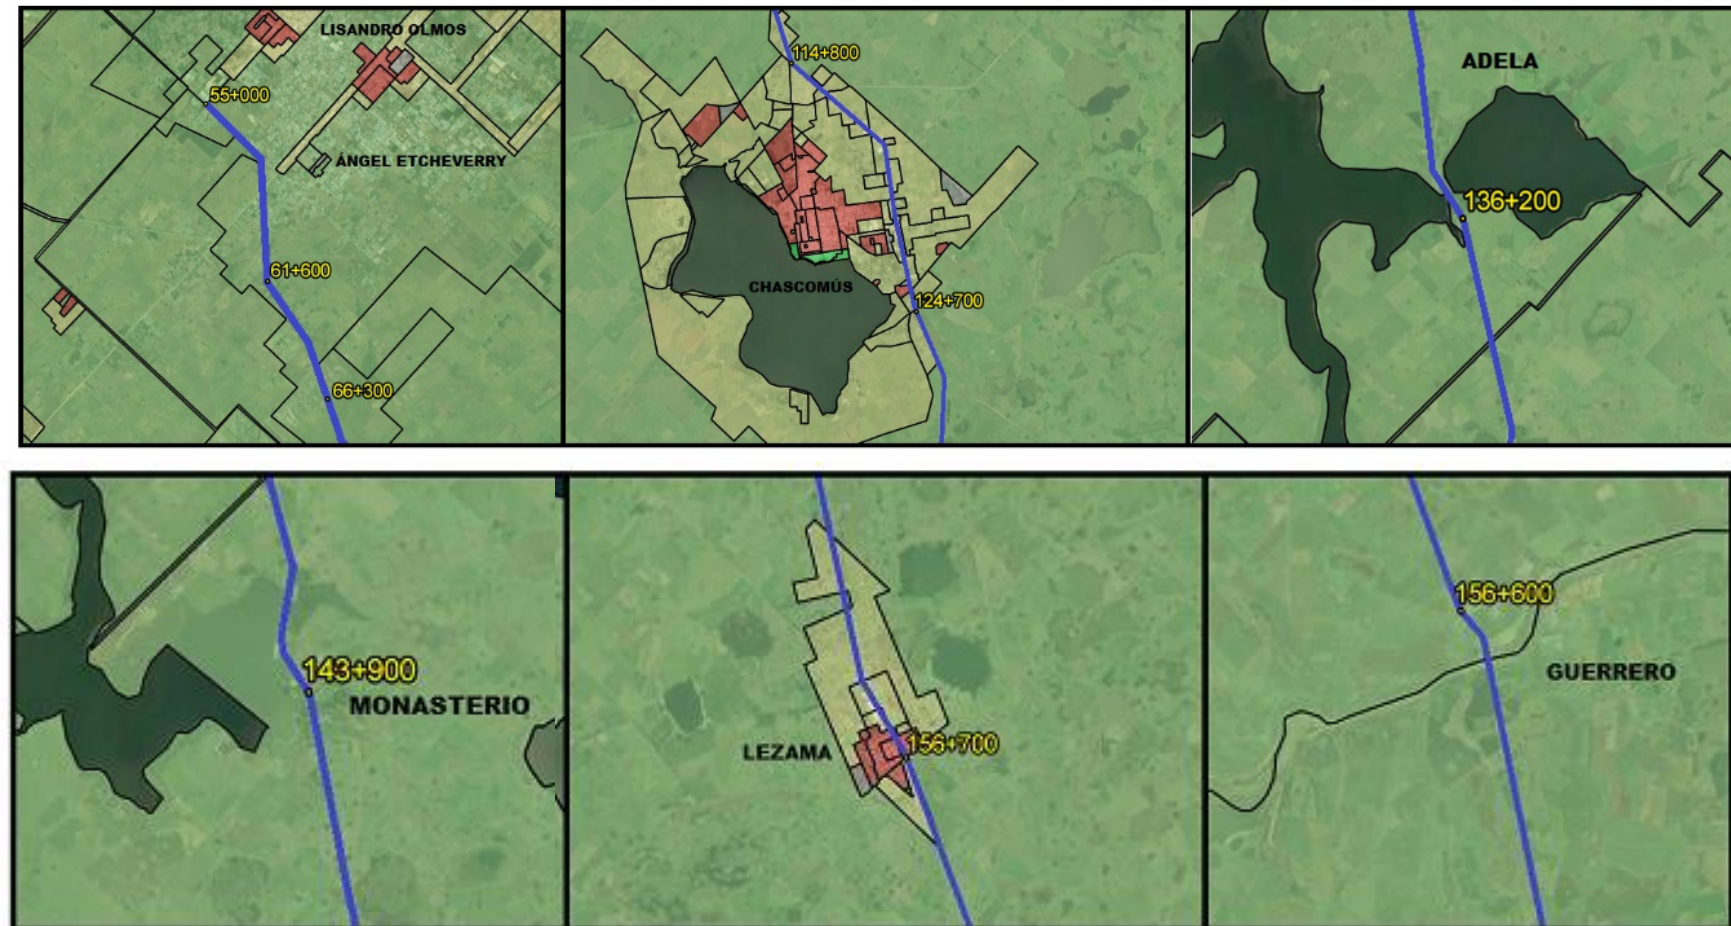 LISANDRO OLMOS
55+000
ÁNGEL ETCHEVERRY
61+600
66+300
114+800
CHASCOMÚS
124+700
ADELA
136+200
143+900
MONASTERIO
LEZAMA
156+700
156+600
GUERRERO